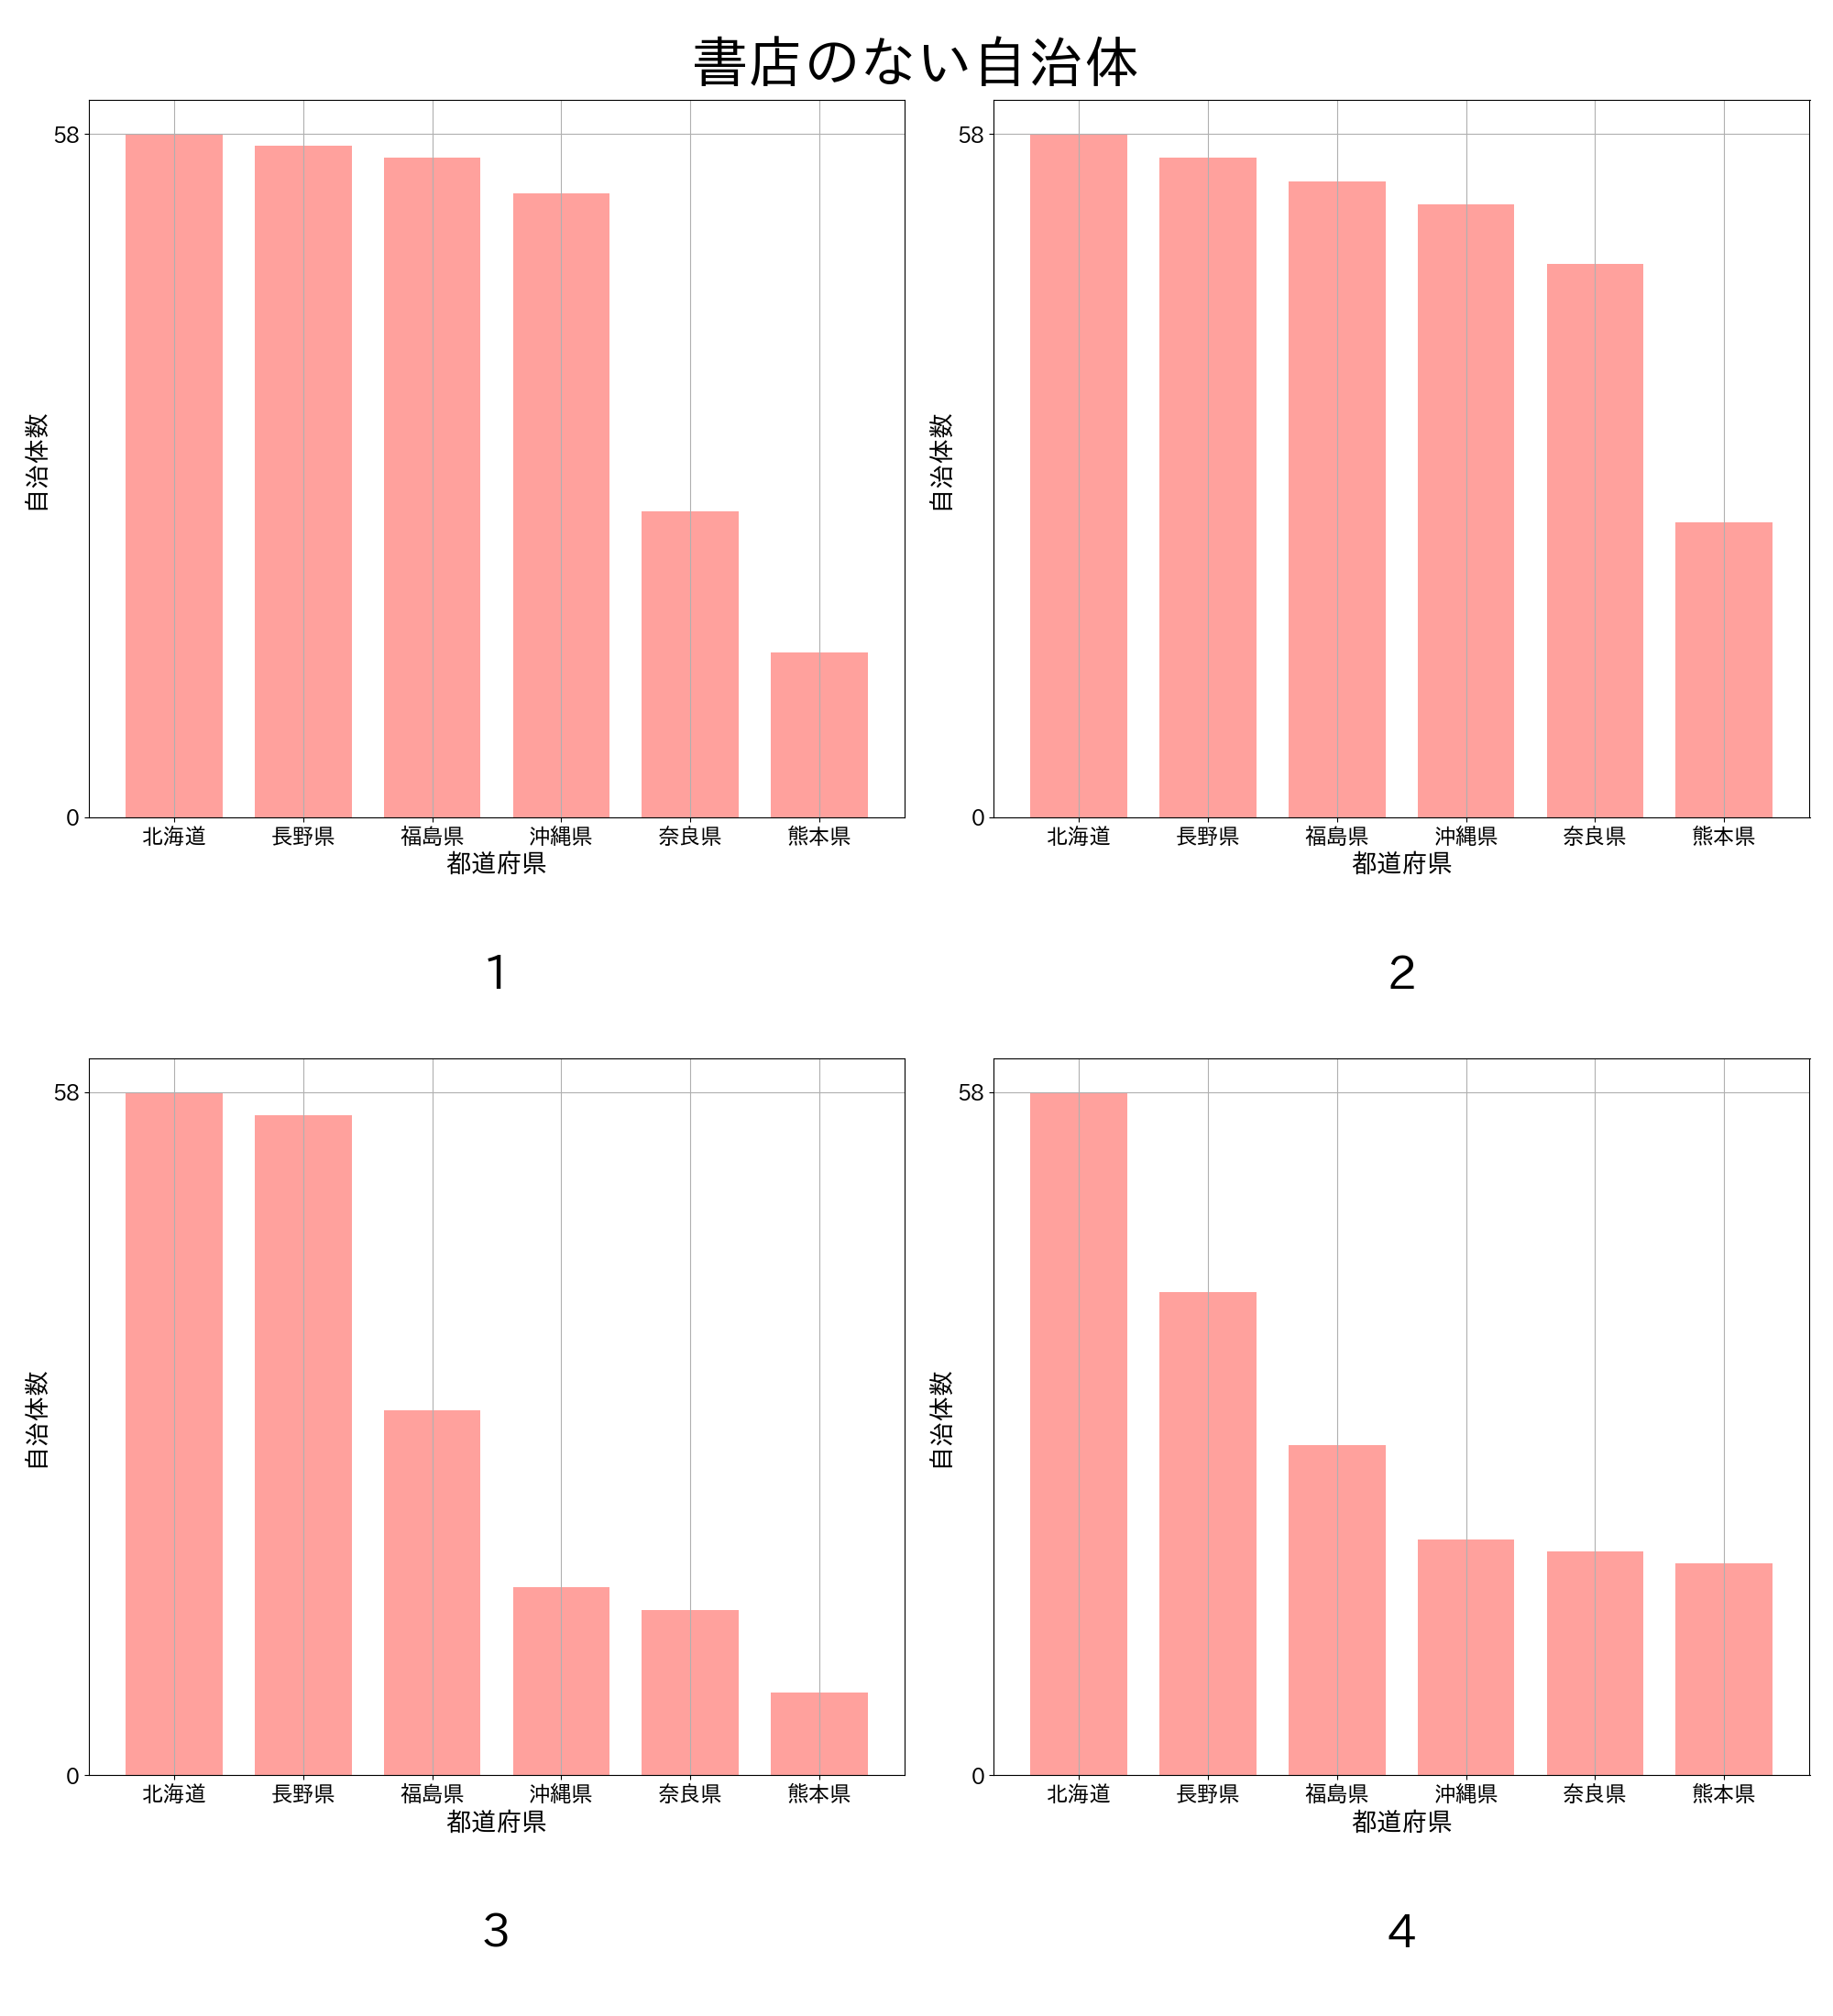 書店のない自治体
58
0
自治体数
北海道 長野県 福島県 沖縄県 奈良県 熊本県
都道府県
1
58
0
自治体数
北海道 長野県 福島県 沖縄県 奈良県 熊本県
都道府県
2
58
0
自治体数
北海道 長野県 福島県 沖縄県 奈良県 熊本県
都道府県
3
58
0
自治体数
北海道 長野県 福島県 沖縄県 奈良県 熊本県
都道府県
4